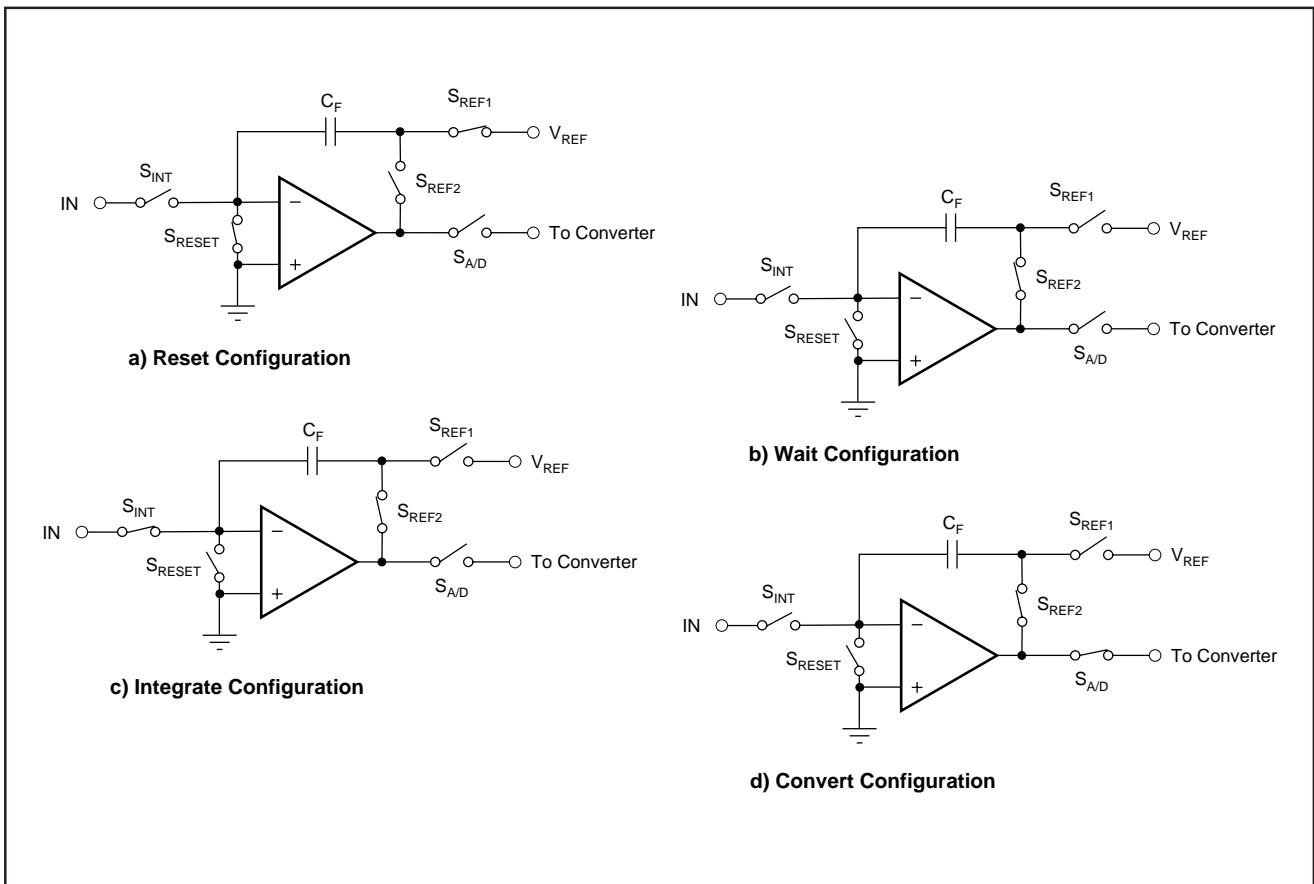 C_F
S_REF1
V_REF
S_INT
S_REF2
IN
−
S_RESET
To Converter
+
S_A/D
a) Reset Configuration
C_F
S_REF1
V_REF
S_INT
S_REF2
IN
−
S_RESET
To Converter
+
S_A/D
b) Wait Configuration
C_F
S_REF1
V_REF
S_INT
S_REF2
IN
−
S_RESET
To Converter
+
S_A/D
c) Integrate Configuration
C_F
S_REF1
V_REF
S_INT
S_REF2
IN
−
S_RESET
To Converter
+
S_A/D
d) Convert Configuration